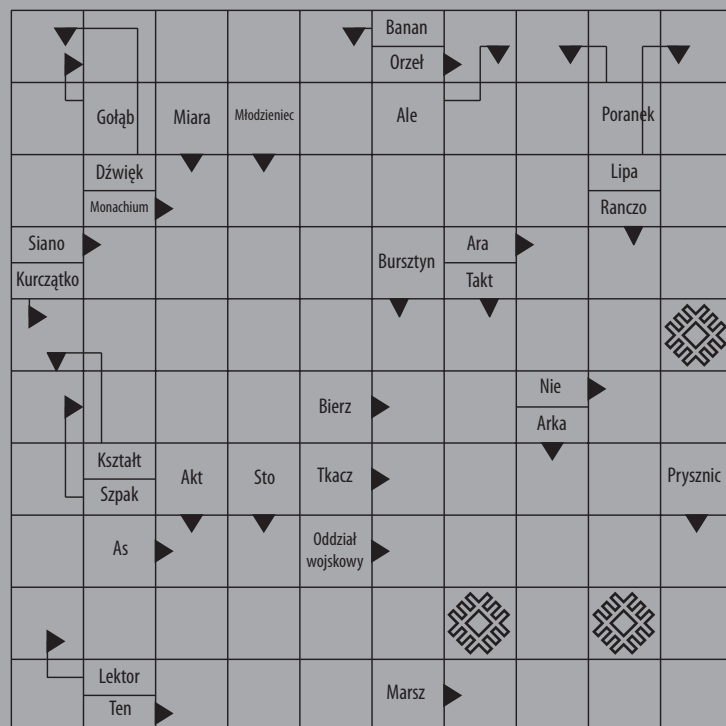 Banan
Orzeł
Gołąb
Miara
Młodzieniec
Ale
Poranek
Dźwięk
Monachium
Lipa
Ranczo
Siano
Kurczątko
Bursztyn
Ara
Takt
Bierz
Nie
Arka
Kształt
Szpak
Akt
Sto
Tkacz
Prysznic
As
Oddział
wojskowy
Lektor
Ten
Marsz